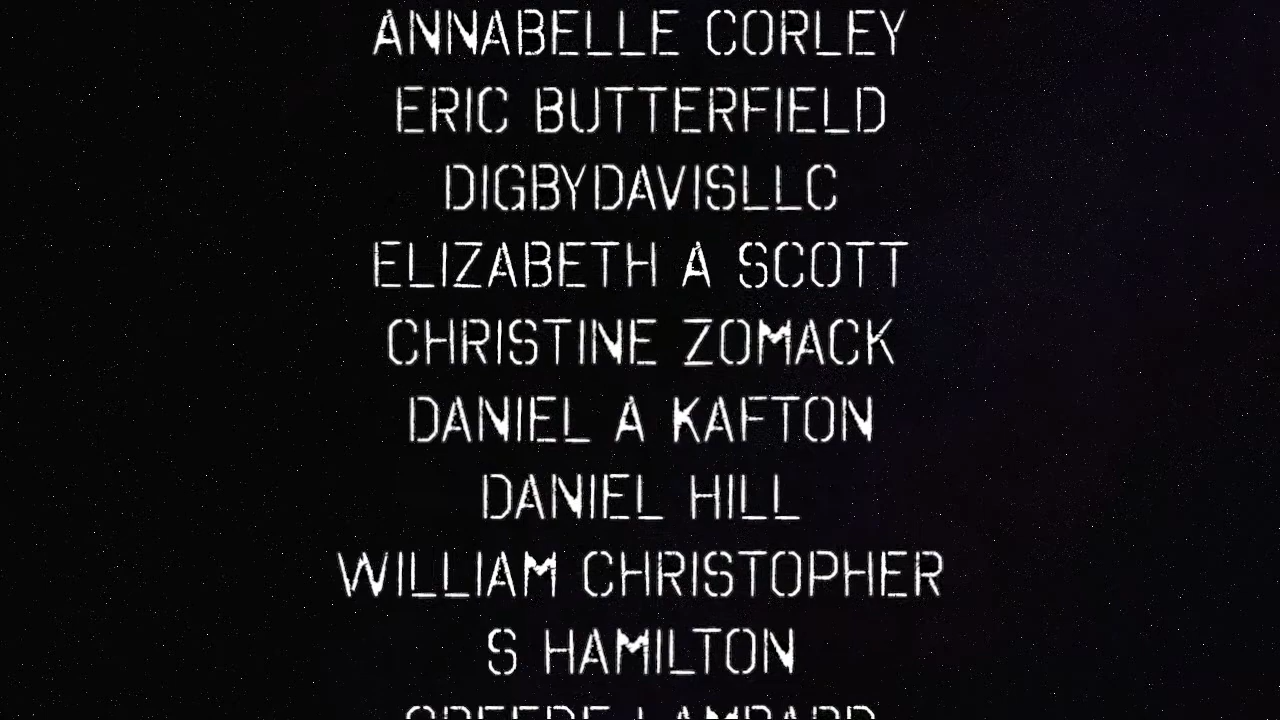 ANNABELLE CORLEY
ERIC BUTTERFIELD
DIGBYDAVISLLC
ELIZABETH A SCOTT
CHRISTINE ZOMACK
DANIEL A KAFTON
DANIEL HILL
WILLIAM CHRISTOPHER
S HAMILTON